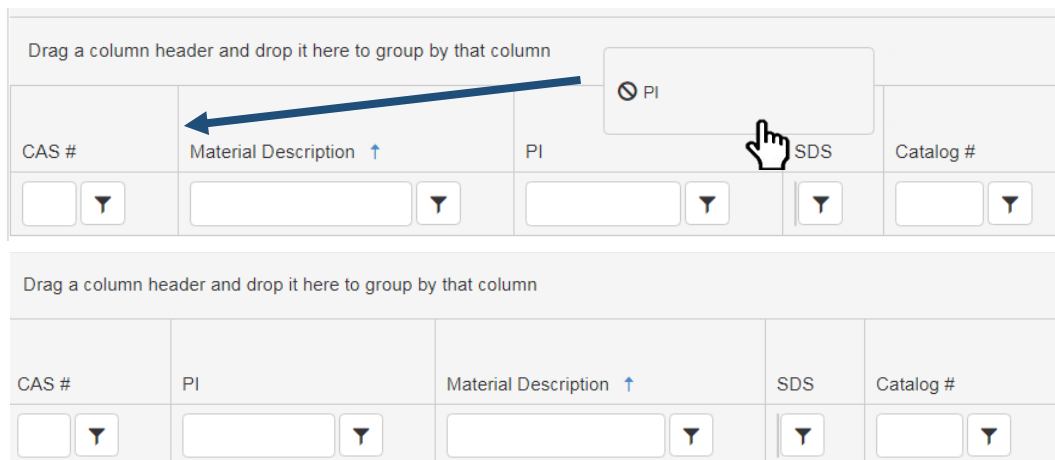 Drag a column header and drop it here to group by that column
PI
CAS # Material Description ↑ PI SDS Catalog #
Drag a column header and drop it here to group by that column
CAS # PI Material Description ↑ SDS Catalog #